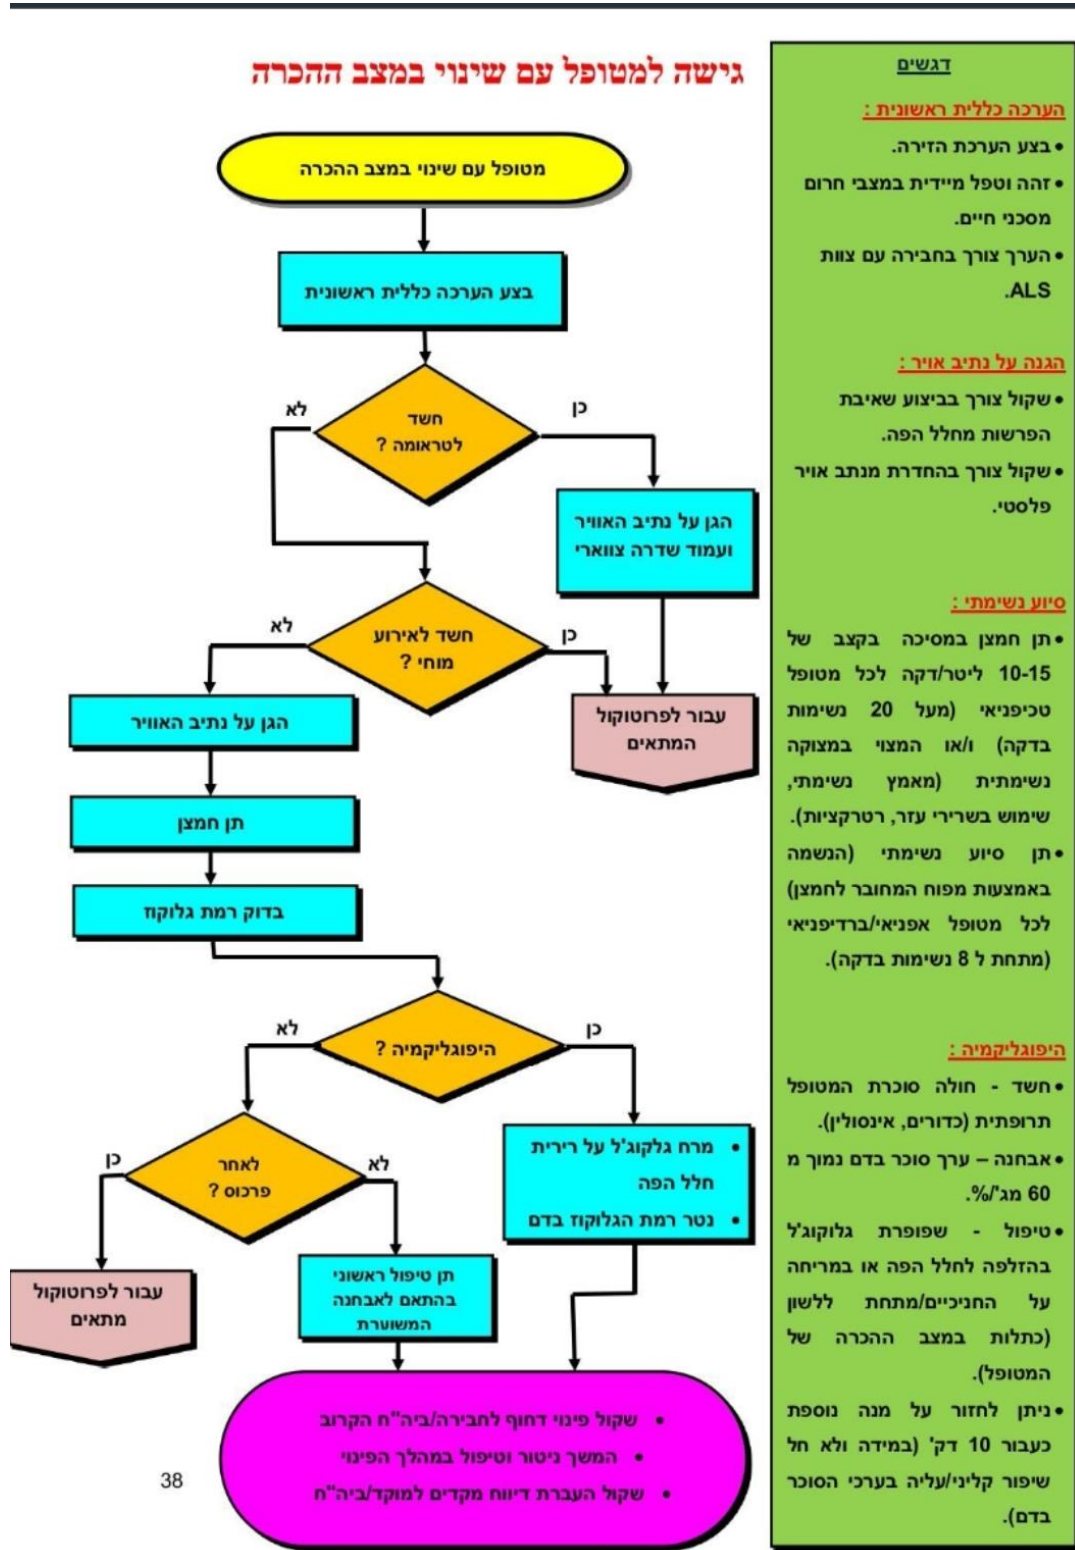 גישה למטופל עם שינוי במצב ההכרה
מטופל עם שינוי במצב ההכרה
בצע הערכה כללית ראשונית
חשד
לטראומה ?
כן
לא
הגן על נתיב האוויר
ועמוד שדרה צווארי
חשד לאירוע
מוחי ?
כן
לא
עבור לפרוטוקול
המתאים
הגן על נתיב האוויר
תן חמצן
בדוק רמת גלוקוז
היפוגליקמיה ?
כן
לא
• מרח גלקוג'ל על רירית
חלל הפה
• נטר רמת הגלוקוז בדם
לאחר
פרכוס ?
כן
לא
עבור לפרוטוקול
מתאים
תן טיפול ראשוני
בהתאם לאבחנה
המשוערת
• שקול פינוי דחוף לחבירה/ביה"ח הקרוב
• המשך ניטור וטיפול במהלך הפינוי
• שקול העברת דיווח מקדים למוקד/ביה"ח
38
דגשים
הערכה כללית ראשונית :
• בצע הערכת הזירה.
• זהה וטפל מיידית במצבי חרום
מסכני חיים.
• הערך צורך בחבירה עם צוות
ALS.
הגנה על נתיב אויר :
• שקול צורך בביצוע שאיבת
הפרשות מחלל הפה.
• שקול צורך בהחדרת מנתב אויר
פלסטי.
סיוע נשימתי :
• תן חמצן במסיכה בקצב של
10-15 ליטר/דקה לכל מטופל
טכיפניאי (מעל 20 נשימות
בדקה) ו/או המצוי במצוקה
נשימתית (מאמץ נשימתי,
שימוש בשרירי עזר, רטרקציות).
• תן סיוע נשימתי (הנשמה
באמצעות מפוח המחובר לחמצן)
לכל מטופל אפניאי/ברדיפניאי
(מתחת ל 8 נשימות בדקה).
היפוגליקמיה :
• חשד - חולה סוכרת המטופל
תרופתית (כדורים, אינסולין).
• אבחנה – ערך סוכר בדם נמוך מ
60 מג'/%.
• טיפול - שפופרת גלוקוג'ל
בהזלפה לחלל הפה או במריחה
על החניכיים/מתחת ללשון
(כתלות במצב ההכרה של
המטופל).
• ניתן לחזור על מנה נוספת
כעבור 10 דק' (במידה ולא חל
שיפור קליני/עליה בערכי הסוכר
בדם).